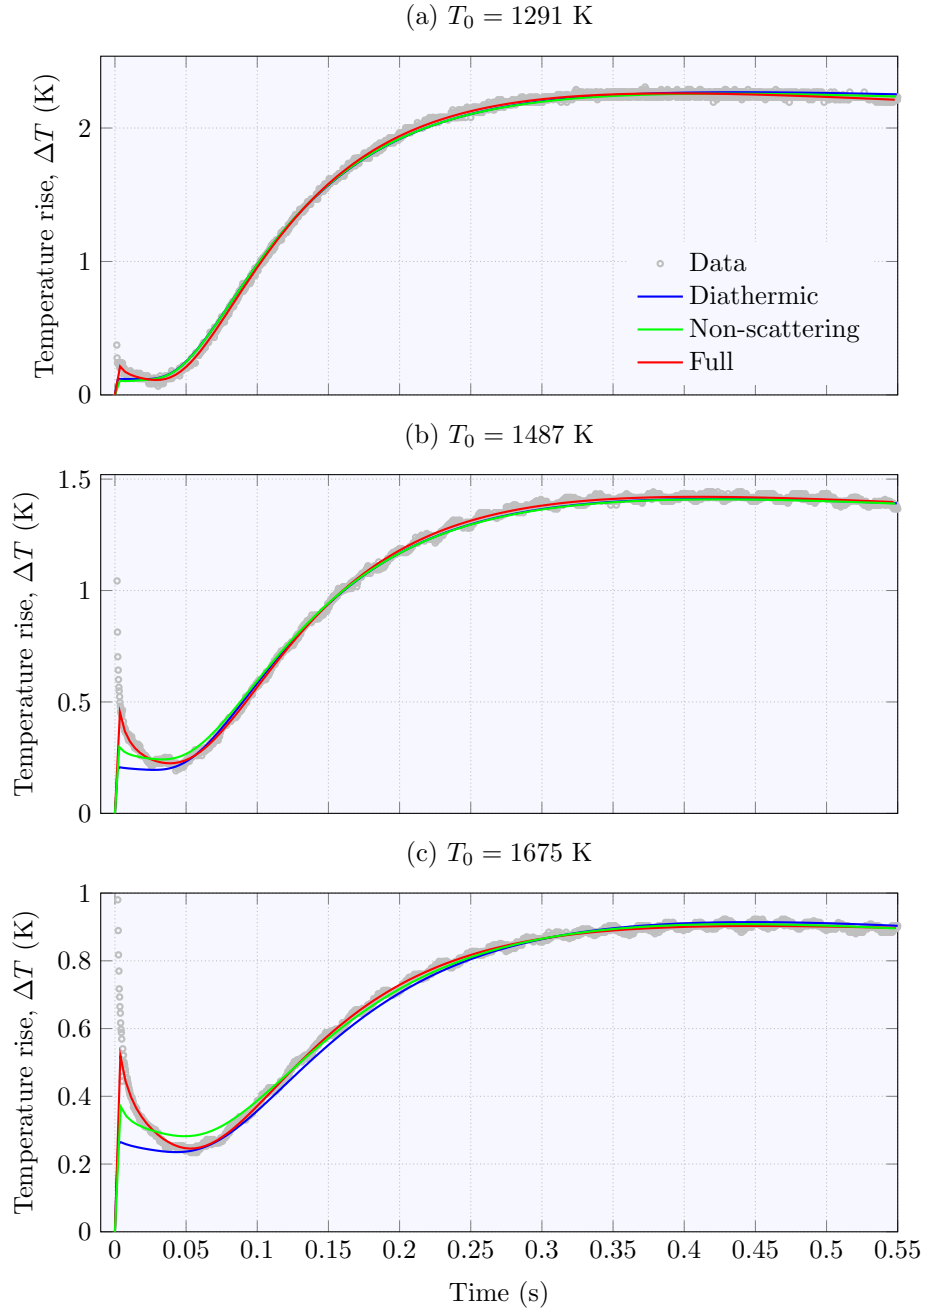 (a) T₀ = 1291 K
Temperature rise, ΔT (K)
2
1
0
Data
Diathermic
Non-scattering
Full
(b) T₀ = 1487 K
Temperature rise, ΔT (K)
1.5
1
0.5
0
(c) T₀ = 1675 K
Temperature rise, ΔT (K)
1
0.8
0.6
0.4
0.2
0
0 0.05 0.1 0.15 0.2 0.25 0.3 0.35 0.4 0.45 0.5 0.55
Time (s)